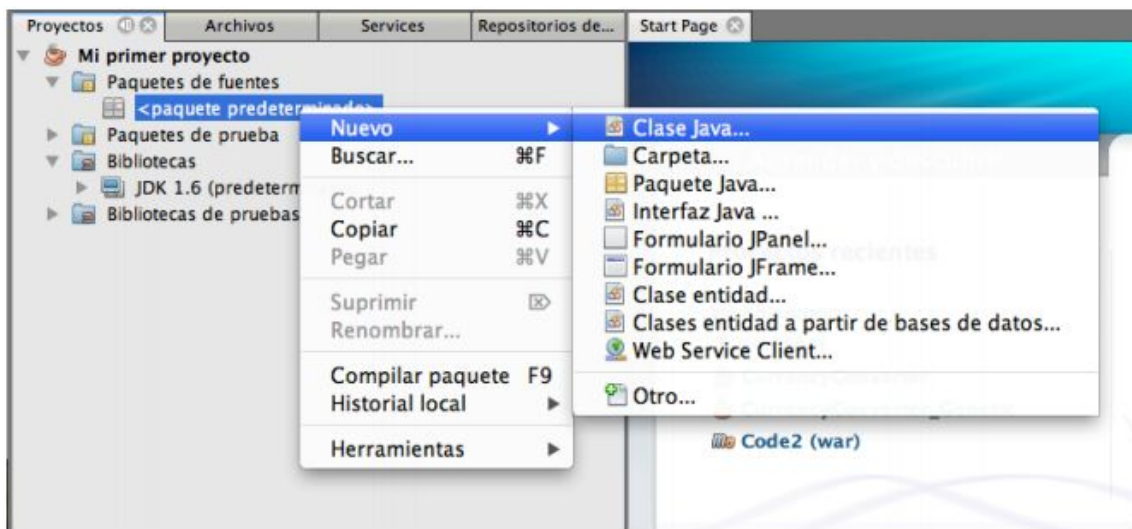 Proyectos Archivos Services Repositorios de... Start Page
Mi primer proyecto
Paquetes de fuentes
<paquete predeterminado>
Paquetes de prueba
Bibliotecas
JDK 1.6 (predeterm
Bibliotecas de pruebas
Nuevo
Buscar... ⌘F
Cortar ⌘X
Copiar ⌘C
Pegar ⌘V
Suprimir ⌦
Renombrar...
Compilar paquete F9
Historial local
Herramientas
Clase Java...
Carpeta...
Paquete Java...
Interfaz Java ...
Formulario JPanel...
Formulario JFrame...
Clase entidad...
Clases entidad a partir de bases de datos...
Web Service Client...
Otro...
recientes
Code2 (war)